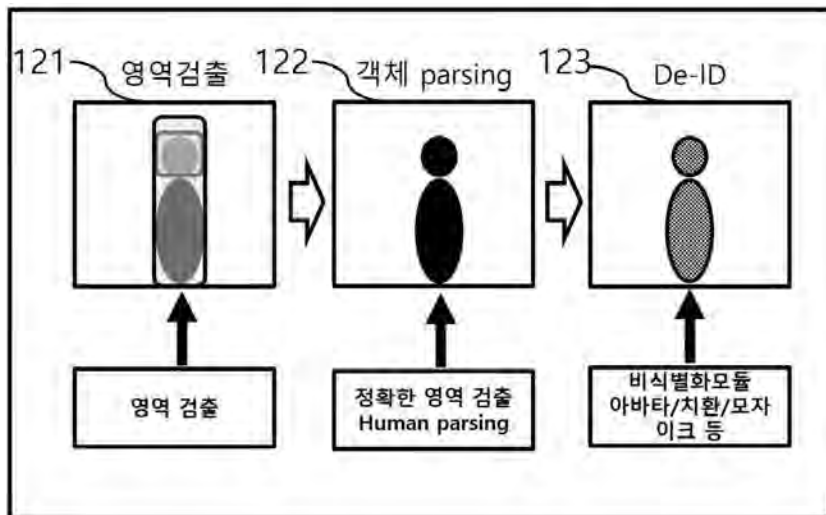 121 영역검출
122 객체 parsing
123 De-ID
영역 검출
정확한 영역 검출
Human parsing
비식별화모듈
아바타/치환/모자
이크 등